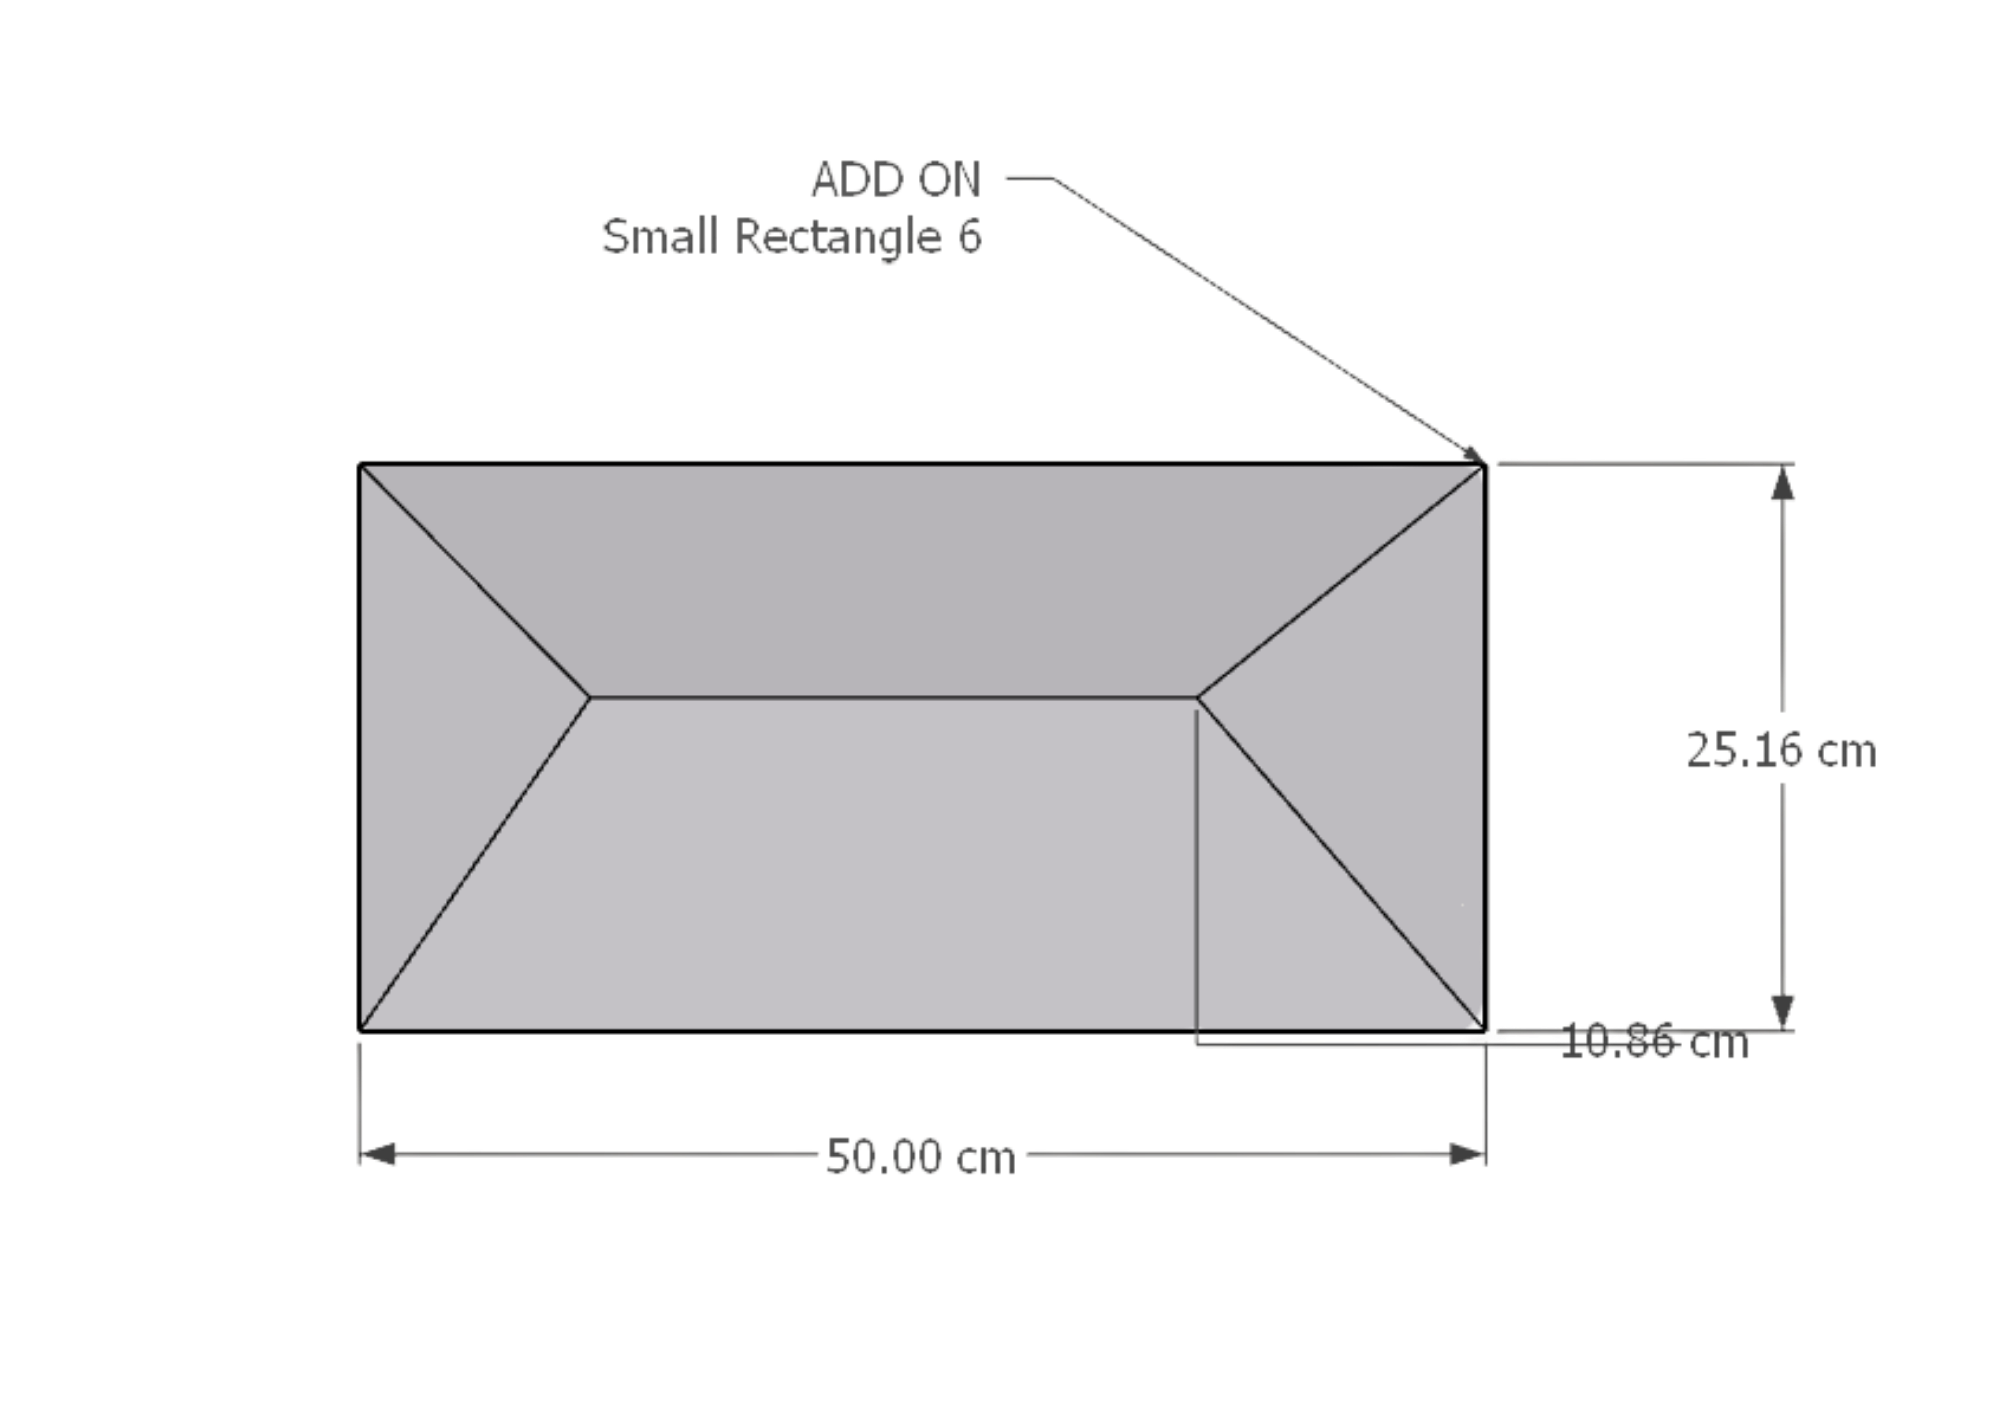 ADD ON
Small Rectangle 6
25.16 cm
10.86 cm
50.00 cm